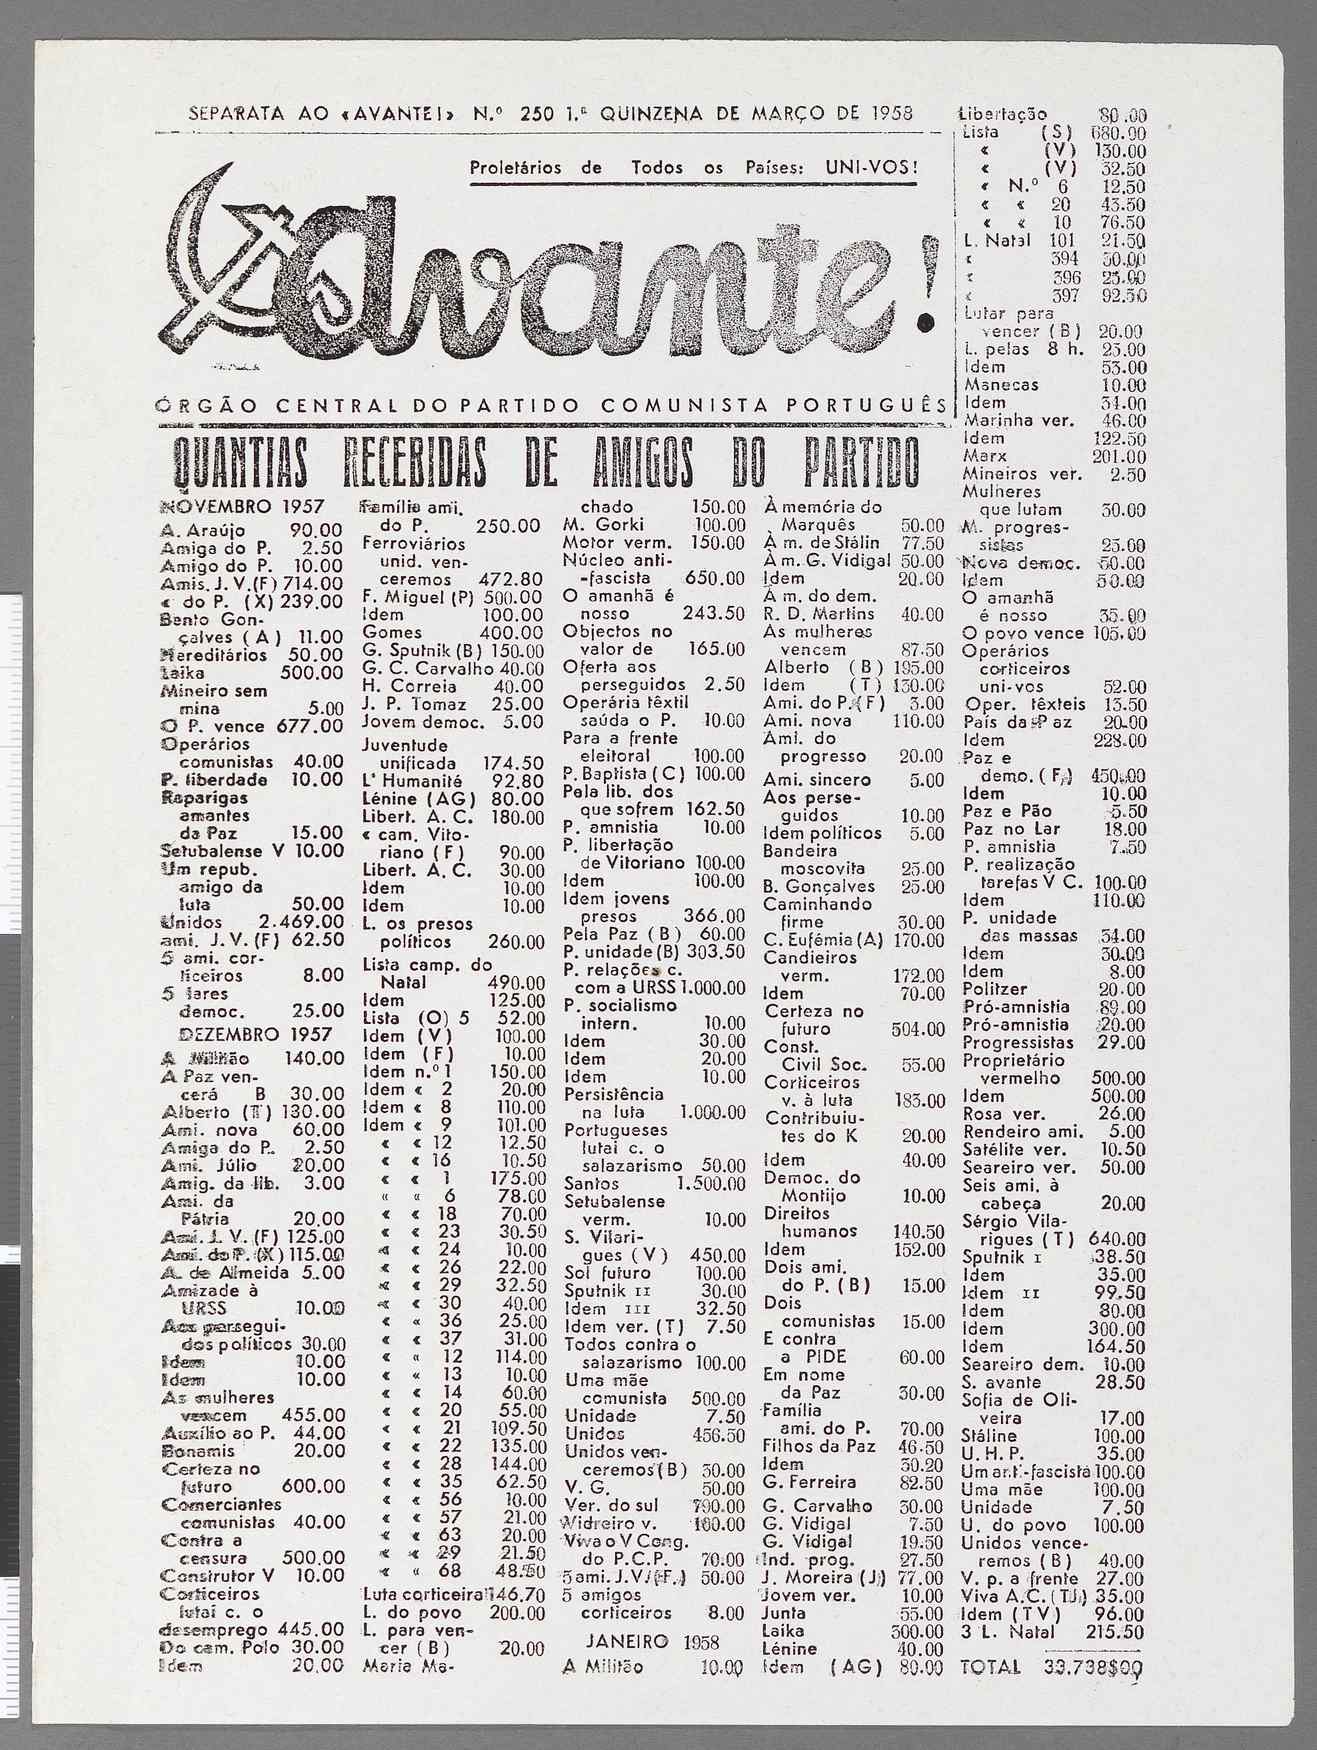 SEPARATA AO «AVANTE!» N.º 250 1.ª QUINZENA DE MARÇO DE 1958
Proletários de Todos os Países: UNI-VOS!
avante!
ÓRGÃO CENTRAL DO PARTIDO COMUNISTA PORTUGUÊS
QUANTIAS RECEBIDAS DE AMIGOS DO PARTIDO
NOVEMBRO 1957
A. Araújo 90.00
Amiga do P. 2.50
Amigo do P. 10.00
Amis. J. V. (F) 714.00
« do P. (X) 239.00
Bento Gon-
çalves (A) 11.00
Hereditários 50.00
Laika 500.00
Mineiro sem
mina 5.00
O P. vence 677.00
Operários
comunistas 40.00
P. liberdade 10.00
Raparigas
amantes
da Paz 15.00
Setubalense V 10.00
Um repub.
amigo da
luta 50.00
Unidos 2.469.00
ami. J. V. (F) 62.50
5 ami. cor-
ticeiros 8.00
5 lares
democ. 25.00
DEZEMBRO 1957
A Militão 140.00
A Paz ven-
cerá B 30.00
Alberto (T) 130.00
Ami. nova 60.00
Amiga do P. 2.50
Ami. Júlio 20.00
Amig. da lib. 3.00
Ami. da
Pátria 20.00
Ami. J. V. (F) 125.00
Ami. do P. (X) 115.00
A. de Almeida 5.00
Amizade à
URSS 10.00
Aos persegui-
dos políticos 30.00
Idem 10.00
Idem 10.00
As mulheres
vencem 455.00
Auxílio ao P. 44.00
Bonamis 20.00
Certeza no
futuro 600.00
Comerciantes
comunistas 40.00
Contra a
censura 500.00
Construtor V 10.00
Corticeiros
lutai c. o
desemprego 445.00
Do cam. Polo 30.00
Idem 20.00
Família ami.
do P. 250.00
Ferroviários
unid. ven-
ceremos 472.80
F. Miguel (P) 500.00
Idem 100.00
Gomes 400.00
G. Sputnik (B) 150.00
G. C. Carvalho 40.00
H. Correia 40.00
J. P. Tomaz 25.00
Jovem democ. 5.00
Juventude
unificada 174.50
L' Humanité 92.80
Lénine (AG) 80.00
Libert. A. C. 180.00
« cam. Vito-
riano (F) 90.00
Libert. A. C. 30.00
Idem 10.00
Idem 10.00
L. os presos
políticos 260.00
Lista camp. do
Natal 490.00
Idem 125.00
Lista (O) 5 52.00
Idem (V) 100.00
Idem (F) 10.00
Idem n.º 1 150.00
Idem « 2 20.00
Idem « 8 110.00
Idem « 9 101.00
« « 12 12.50
« « 16 10.50
« « 1 175.00
« « 6 78.00
« « 18 70.00
« « 23 30.50
« « 24 10.00
« « 26 22.00
« « 29 32.50
« « 30 40.00
« « 36 25.00
« « 37 31.00
« « 12 114.00
« « 13 10.00
« « 14 60.00
« « 20 55.00
« « 21 109.50
« « 22 135.00
« « 28 144.00
« « 35 62.50
« « 56 10.00
« « 57 21.00
« « 63 20.00
« « 29 21.50
« « 68 48.50
Luta corticeira 146.70
L. do povo 200.00
L. para ven-
cer (B) 20.00
Maria Ma-
chado 150.00
M. Gorki 100.00
Motor verm. 150.00
Núcleo anti-
-fascista 650.00
O amanhã é
nosso 243.50
Objectos no
valor de 165.00
Oferta aos
perseguidos 2.50
Operária têxtil
saúda o P. 10.00
Para a frente
eleitoral 100.00
P. Baptista (C) 100.00
Pela lib. dos
que sofrem 162.50
P. amnistia 10.00
P. libertação
de Vitoriano 100.00
Idem 100.00
Idem jovens
presos 366.00
Pela Paz (B) 60.00
P. unidade (B) 303.50
P. relações c.
com a URSS 1.000.00
P. socialismo
intern. 10.00
Idem 30.00
Idem 20.00
Idem 10.00
Persistência
na luta 1.000.00
Portugueses
lutai c. o
salazarismo 50.00
Santos 1.500.00
Setubalense
verm. 10.00
S. Vilari-
gues (V) 450.00
Sol futuro 100.00
Sputnik II 30.00
Idem III 32.50
Idem ver. (T) 7.50
Todos contra o
salazarismo 100.00
Uma mãe
comunista 500.00
Unidade 7.50
Unidos 456.50
Unidos ven-
ceremos (B) 30.00
V. G. 50.00
Ver. do sul 790.00
Vidreiro v. 100.00
Viva o V Cong.
do P.C.P. 70.00
5 ami. J. V. (F.) 50.00
5 amigos
corticeiros 8.00
JANEIRO 1958
A Militão 10.00
À memória do
Marquês 50.00
À m. de Stálin 77.50
À m. G. Vidigal 50.00
Idem 20.00
À m. do dem.
R. D. Martins 40.00
As mulheres
vencem 87.50
Alberto (B) 195.00
Idem (T) 130.00
Ami. do P. (F) 3.00
Ami. nova 110.00
Ami. do
progresso 20.00
Ami. sincero 5.00
Aos perse-
guidos 10.00
Idem políticos 5.00
Bandeira
moscovita 25.00
B. Gonçalves 25.00
Caminhando
firme 30.00
C. Eufémia (A) 170.00
Candieiros
verm. 172.00
Idem 70.00
Certeza no
futuro 504.00
Const.
Civil Soc. 55.00
Corticeiros
v. à luta 183.00
Contribuiu-
tes do K 20.00
Idem 40.00
Democ. do
Montijo 10.00
Direitos
humanos 140.50
Idem 152.00
Dois ami.
do P. (B) 15.00
Dois
comunistas 15.00
E contra
a PIDE 60.00
Em nome
da Paz 30.00
Família
ami. do P. 70.00
Filhos da Paz 46.50
Idem 30.20
G. Ferreira 82.50
G. Carvalho 30.00
G. Vidigal 7.50
G. Vidigal 19.50
Ind. prog. 27.50
J. Moreira (J) 77.00
Jovem ver. 10.00
Junta 55.00
Laika 300.00
Lénine 40.00
Idem (AG) 80.00
Libertação 80.00
Lista (S) 680.00
« (V) 130.00
« (V) 32.50
« N.º 6 12.50
« « 20 43.50
« « 10 76.50
L. Natal 101 21.50
« 394 30.00
« 396 25.00
« 397 92.50
Lutar para
vencer (B) 20.00
L. pelas 8 h. 25.00
Idem 53.00
Manecas 10.00
Idem 34.00
Marinha ver. 46.00
Idem 122.50
Marx 201.00
Mineiros ver. 2.50
Mulheres
que lutam 30.00
M. progres-
sistas 25.00
Nova democ. 60.00
Idem 50.00
O amanhã
é nosso 35.00
O povo vence 105.00
Operários
corticeiros
uni-vos 52.00
Oper. têxteis 13.50
País da Paz 20.00
Idem 228.00
Paz e
demo. (F.) 450.00
Idem 10.00
Paz e Pão 5.50
Paz no Lar 18.00
P. amnistia 7.50
P. realização
tarefas V C. 100.00
Idem 110.00
P. unidade
das massas 34.00
Idem 30.00
Idem 8.00
Politzer 20.00
Pró-amnistia 89.00
Pró-amnistia 20.00
Progressistas 29.00
Proprietário
vermelho 500.00
Idem 500.00
Rosa ver. 26.00
Rendeiro ami. 5.00
Satélite ver. 10.50
Seareiro ver. 50.00
Seis ami. à
cabeça 20.00
Sérgio Vila-
rigues (T) 640.00
Sputnik I 38.50
Idem 35.00
Idem II 99.50
Idem 80.00
Idem 300.00
Idem 164.50
Seareiro dem. 10.00
S. avante 28.50
Sofia de Oli-
veira 17.00
Stáline 100.00
U. H. P. 35.00
Um ant.-fascista 100.00
Uma mãe 100.00
Unidade 7.50
U. do povo 100.00
Unidos vence-
remos (B) 40.00
V. p. a frente 27.00
Viva A.C. (TJ) 35.00
Idem (TV) 96.00
3 L. Natal 215.50
TOTAL 33.738$00